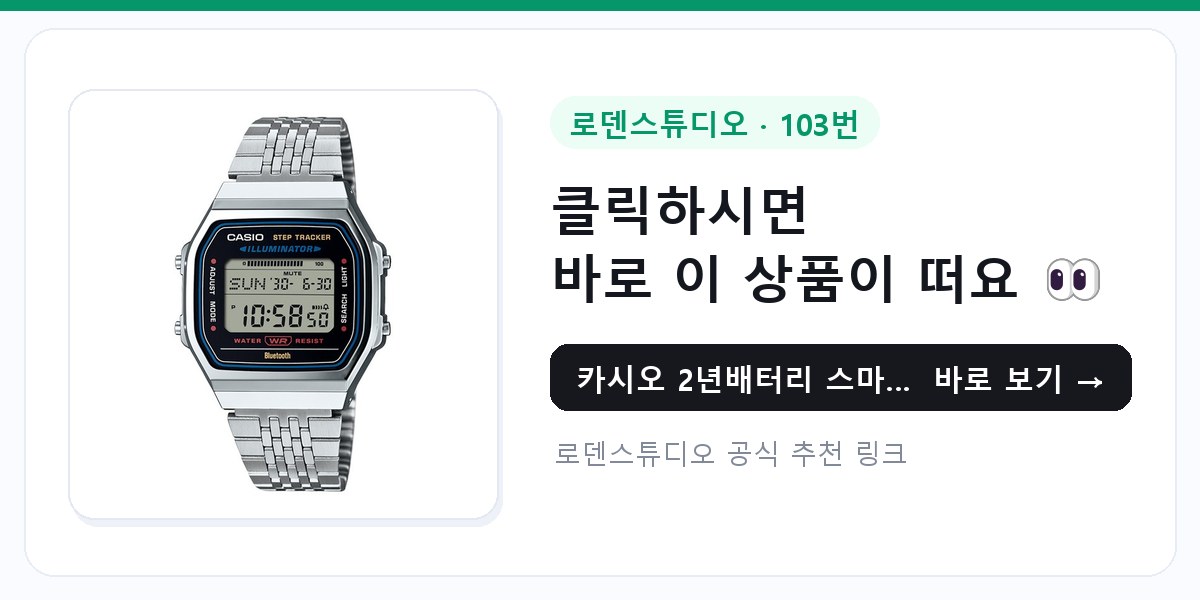 로덴스튜디오 · 103번
클릭하시면
바로 이 상품이 떠요 👀
카시오 2년배터리 스마... 바로 보기 →
로덴스튜디오 공식 추천 링크
CASIO STEP TRACKER
ILLUMINATOR
100
MUTE
SUN '30- 6-30
P 10:58 50
ADJUST MODE
LIGHT SEARCH
WATER WR RESIST
Bluetooth